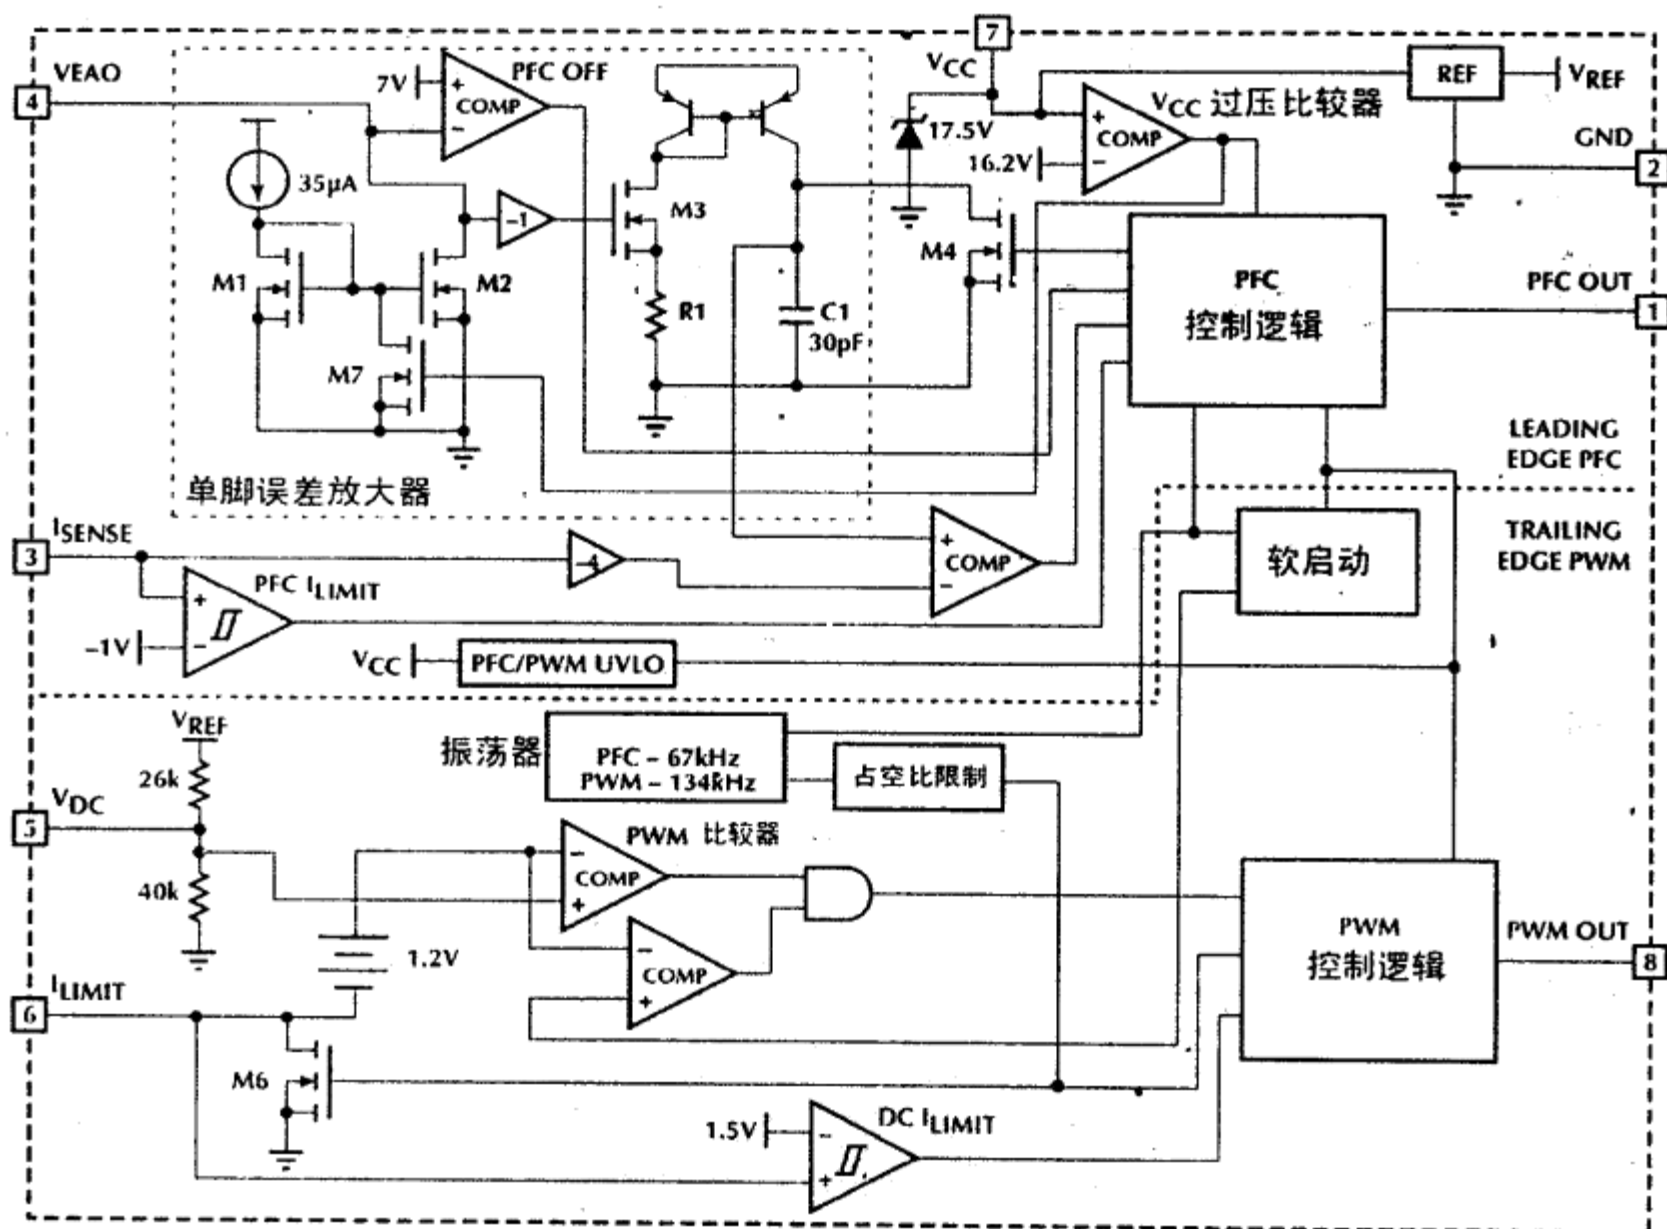 7
VEAO
4
7V
+
COMP
−
PFC OFF
VCC
17.5V
VCC 过压比较器
+
COMP
−
16.2V
REF
VREF
GND
2
35μA
−1
M3
M1
M2
M7
R1
C1
30pF
M4
PFC
控制逻辑
PFC OUT
1
单脚误差放大器
LEADING
EDGE PFC
TRAILING
EDGE PWM
ISENSE
3
−4
+
COMP
−
软启动
PFC ILIMIT
+
−
−1V
VCC
PFC/PWM UVLO
VREF
26k
VDC
5
40k
振荡器
PFC – 67kHz
PWM – 134kHz
占空比限制
PWM 比较器
−
COMP
+
−
COMP
+
1.2V
ILIMIT
6
M6
PWM
控制逻辑
PWM OUT
8
1.5V
−
+
DC ILIMIT